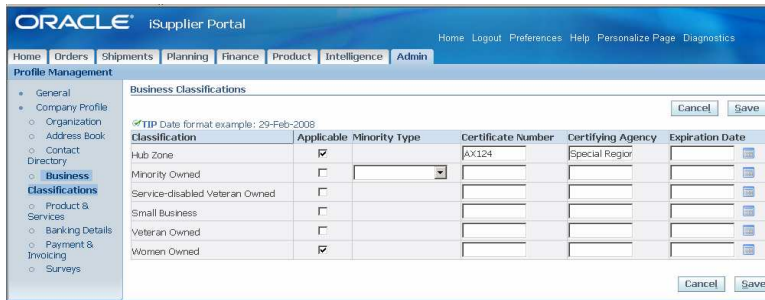 ORACLE® iSupplier Portal
Home Logout Preferences Help Personalize Page Diagnostics
Home Orders Shipments Planning Finance Product Intelligence Admin
Profile Management
General
Company Profile
Organization
Address Book
Contact
Directory
Business
Classifications
Product &
Services
Banking Details
Payment &
Invoicing
Surveys
Business Classifications
Cancel Save
TIP Date format example: 29-Feb-2008
Classification Applicable Minority Type Certificate Number Certifying Agency Expiration Date
Hub Zone AX124 Special Region
Minority Owned
Service-disabled Veteran Owned
Small Business
Veteran Owned
Women Owned
Cancel Save